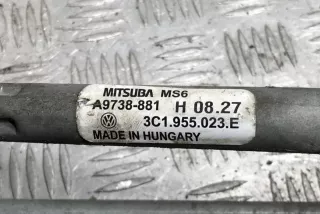 MITSUBA MS6
A9738-881 H 08.27
3C1.955.023.E
MADE IN HUNGARY